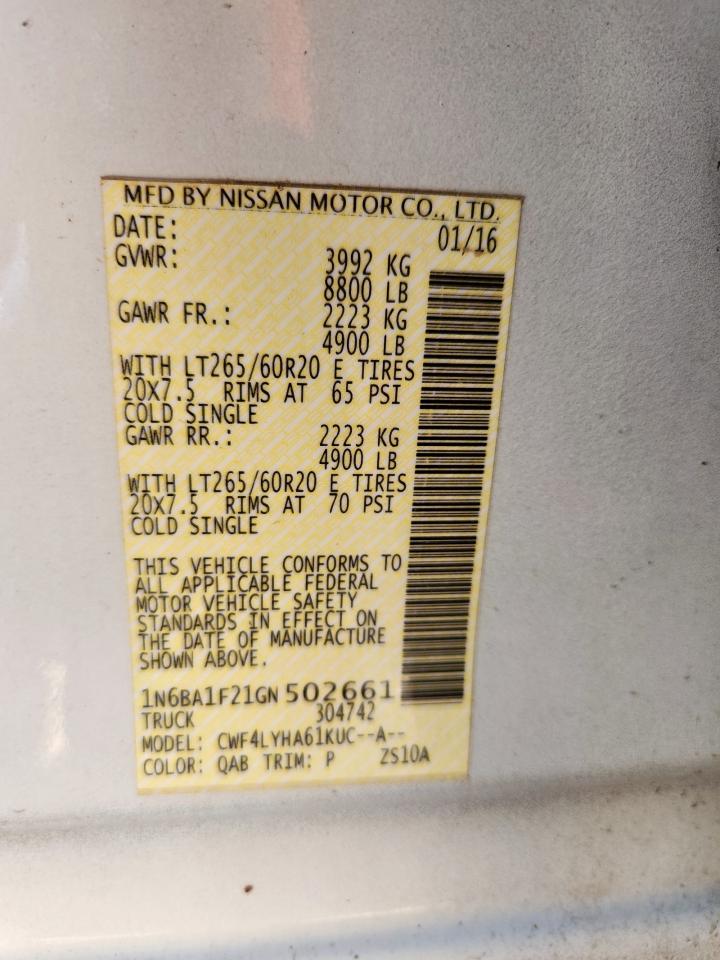 MFD BY NISSAN MOTOR CO., LTD.
DATE: 01/16
GVWR: 3992 KG
8800 LB
GAWR FR.: 2223 KG
4900 LB
WITH LT265/60R20 E TIRES
20X7.5 RIMS AT 65 PSI
COLD SINGLE
GAWR RR.: 2223 KG
4900 LB
WITH LT265/60R20 E TIRES
20X7.5 RIMS AT 70 PSI
COLD SINGLE
THIS VEHICLE CONFORMS TO
ALL APPLICABLE FEDERAL
MOTOR VEHICLE SAFETY
STANDARDS IN EFFECT ON
THE DATE OF MANUFACTURE
SHOWN ABOVE.
1N6BA1F21GN 502661
TRUCK 304742
MODEL: CWF4LYHA61KUC--A--
COLOR: QAB TRIM: P ZS10A